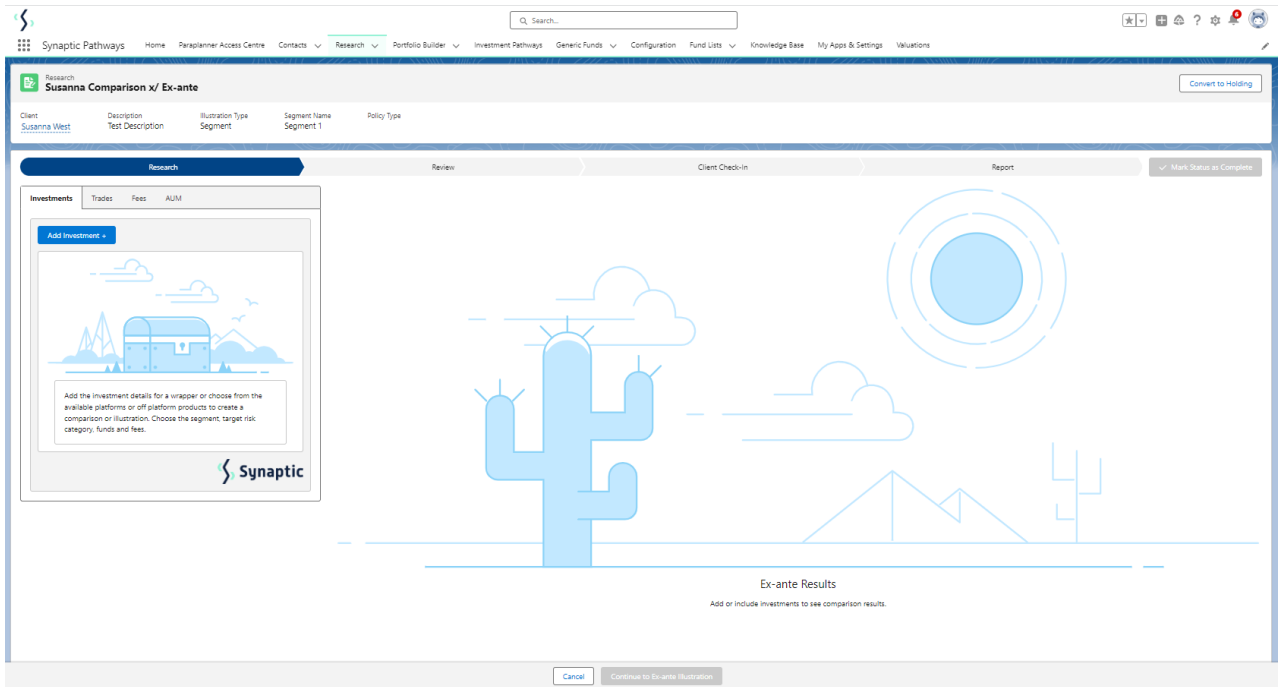 Search...
6
Synaptic Pathways Home Paraplanner Access Centre Contacts Research Portfolio Builder Investment Pathways Generic Funds Configuration Fund Lists Knowledge Base My Apps & Settings Valuations
Research
Susanna Comparison x/ Ex-ante
Convert to Holding
Client Description Illustration Type Segment Name Policy Type
Susanna West Test Description Segment Segment 1
Research Review Client Check-In Report Mark Status as Complete
Investments Trades Fees AUM
Add Investment +
Add the investment details for a wrapper or choose from the
available platforms or off platform products to create a
comparison or illustration. Choose the segment, target risk
category, funds and fees.
Synaptic
Ex-ante Results
Add or include investments to see comparison results.
Cancel Continue to Ex-ante Illustration